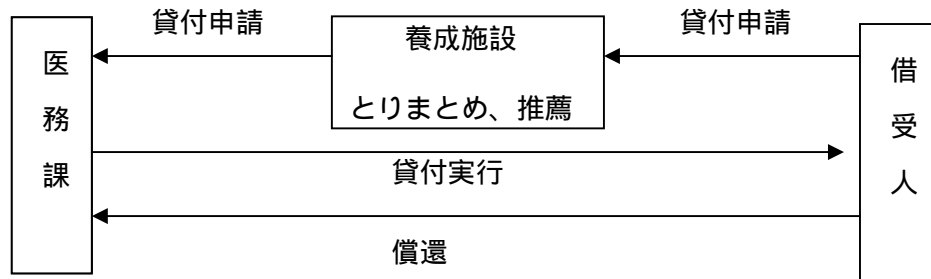 貸付申請
貸付申請
養成施設
とりまとめ、推薦
医務課
借受人
貸付実行
償還